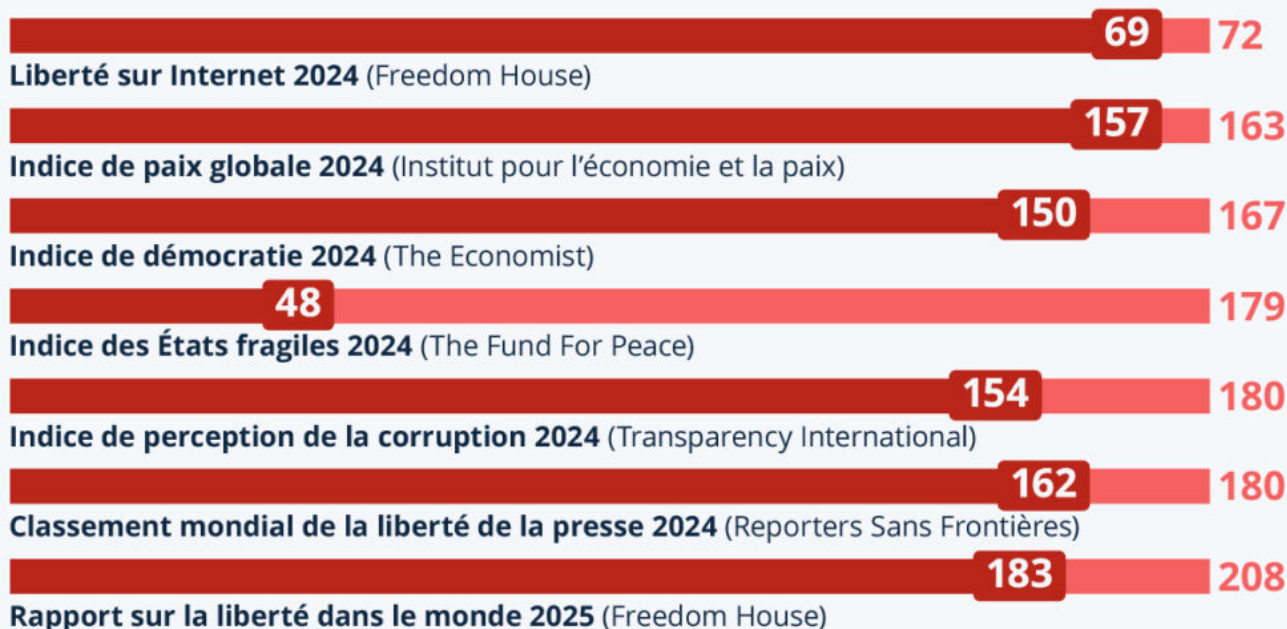 69 72
Liberté sur Internet 2024 (Freedom House)
157 163
Indice de paix globale 2024 (Institut pour l’économie et la paix)
150 167
Indice de démocratie 2024 (The Economist)
48 179
Indice des États fragiles 2024 (The Fund For Peace)
154 180
Indice de perception de la corruption 2024 (Transparency International)
162 180
Classement mondial de la liberté de la presse 2024 (Reporters Sans Frontières)
183 208
Rapport sur la liberté dans le monde 2025 (Freedom House)